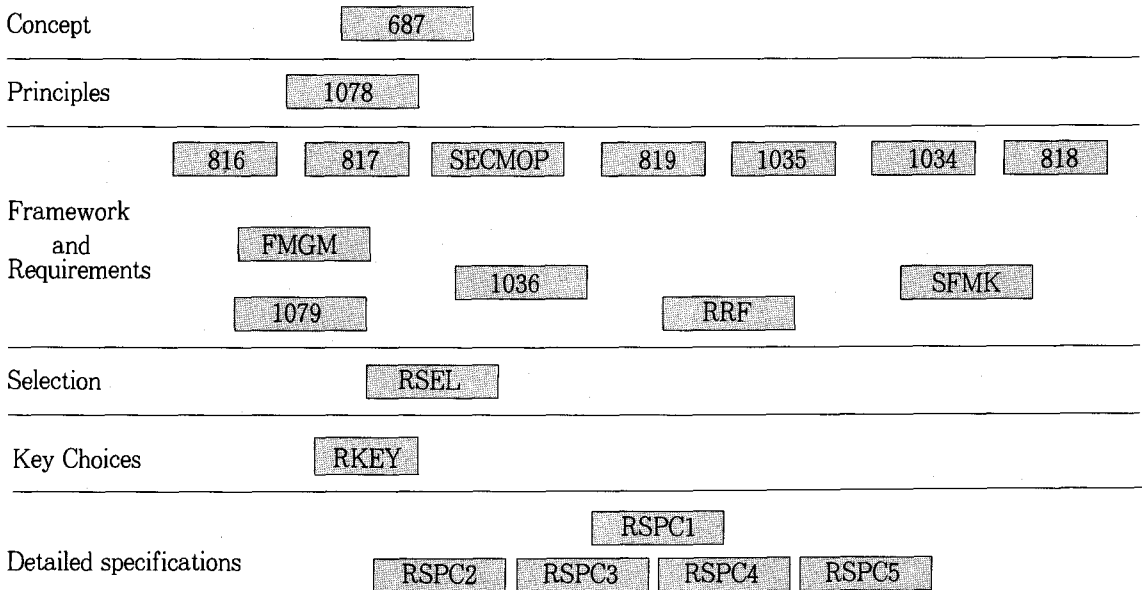 Concept 687
Principles 1078
816 817 SECMOP 819 1035 1034 818
Framework
and
Requirements
FMGM
1036 SFMK
1079 RRF
Selection RSEL
Key Choices RKEY
RSPC1
Detailed specifications
RSPC2 RSPC3 RSPC4 RSPC5